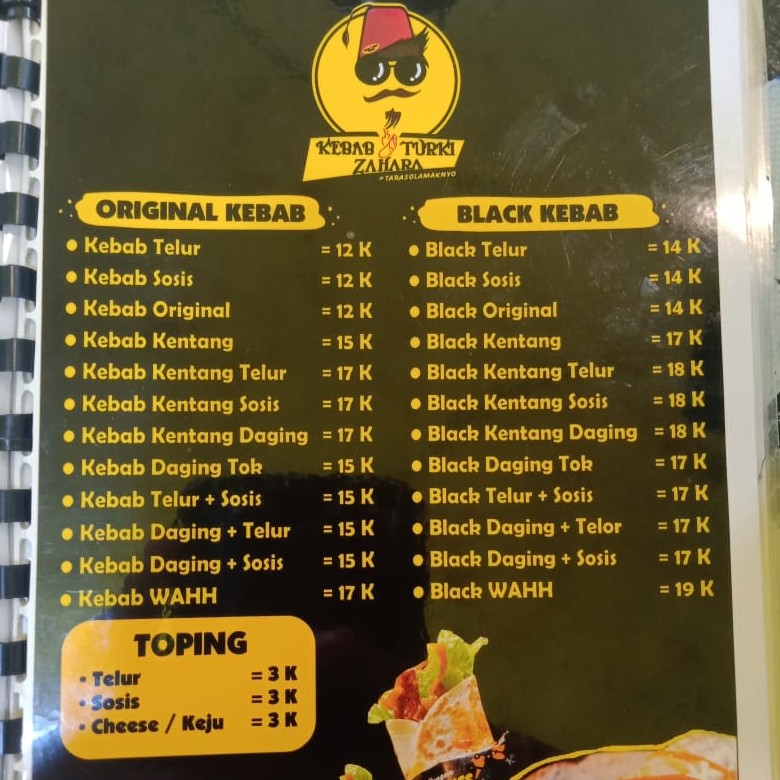 KEBAB TURKI
ZAHARA
#TARASOLAMAKNYO
ORIGINAL KEBAB
Kebab Telur = 12 K
Kebab Sosis = 12 K
Kebab Original = 12 K
Kebab Kentang = 15 K
Kebab Kentang Telur = 17 K
Kebab Kentang Sosis = 17 K
Kebab Kentang Daging = 17 K
Kebab Daging Tok = 15 K
Kebab Telur + Sosis = 15 K
Kebab Daging + Telur = 15 K
Kebab Daging + Sosis = 15 K
Kebab WAHH = 17 K
BLACK KEBAB
Black Telur = 14 K
Black Sosis = 14 K
Black Original = 14 K
Black Kentang = 17 K
Black Kentang Telur = 18 K
Black Kentang Sosis = 18 K
Black Kentang Daging = 18 K
Black Daging Tok = 17 K
Black Telur + Sosis = 17 K
Black Daging + Telor = 17 K
Black Daging + Sosis = 17 K
Black WAHH = 19 K
TOPING
Telur = 3 K
Sosis = 3 K
Cheese / Keju = 3 K